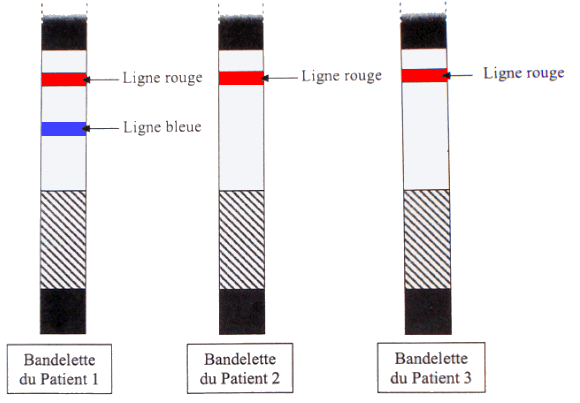 Ligne rouge
Ligne rouge
Ligne rouge
Ligne bleue
Bandelette
du Patient 1
Bandelette
du Patient 2
Bandelette
du Patient 3